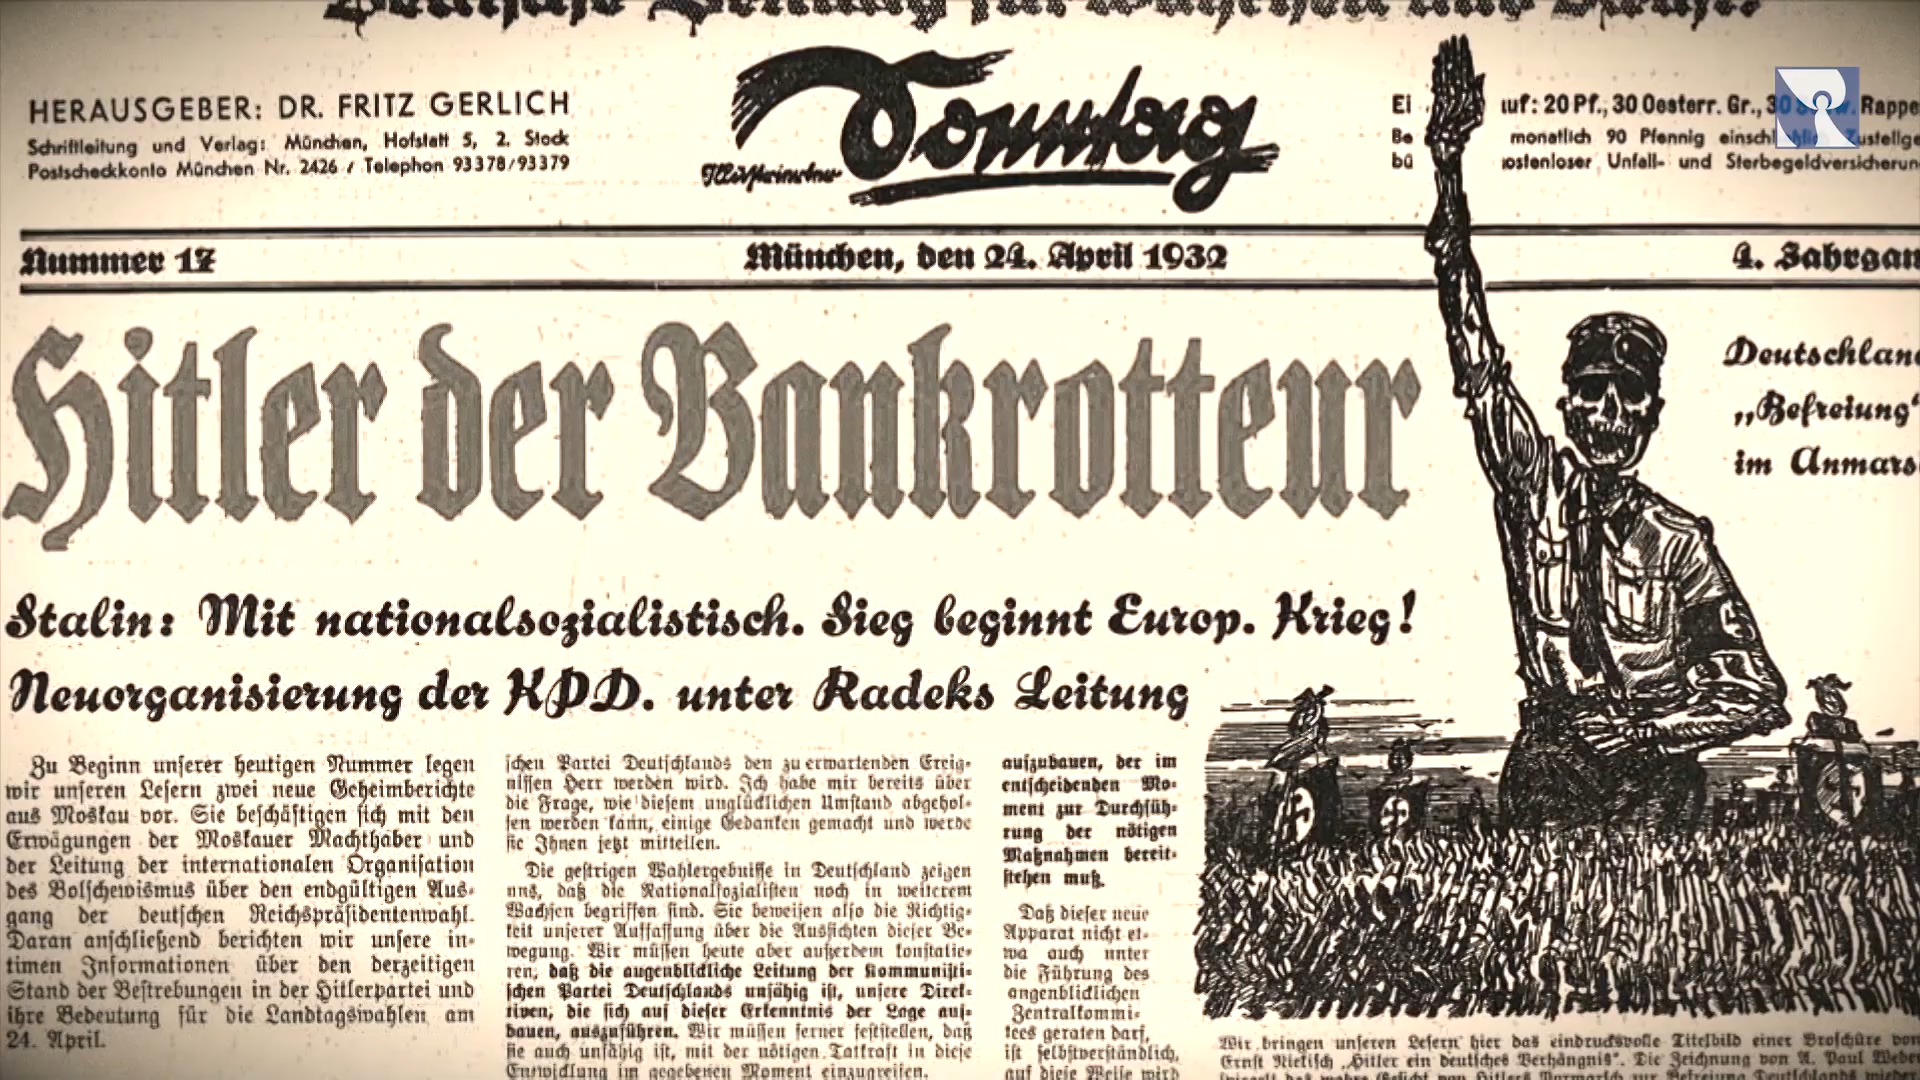 HERAUSGEBER: DR. FRITZ GERLICH
Schriftleitung und Verlag: München, Hofstatt 5, 2. Stock
Postscheckkonto München Nr. 2426 / Telephon 93378/93379
Illustrierter
Sonntag
uf: 20 Pf., 30 Oesterr. Gr., 30
monatlich 90 Pfennig
Unfall- und Sterbegeldversicherun
Nummer 17
München, den 24. April 1932
4. Jahrgan
Hitler der Bankrotteur
Deutschland
„Befreiung“
im Anmars
Stalin: Mit nationalsozialistisch. Sieg beginnt Europ. Krieg!
Neuorganisierung der KPD. unter Radeks Leitung
Zu Beginn unserer heutigen Nummer legen
wir unseren Lesern zwei neue Geheimberichte
aus Moskau vor. Sie beschäftigen sich mit den
Erwägungen der Moskauer Machthaber und
der Leitung der internationalen Organisation
des Bolschewismus über den endgültigen Aus-
gang der deutschen Reichspräsidentenwahl.
Daran anschließend berichten wir unsere in-
timen Informationen über den derzeitigen
Stand der Bestrebungen in der Hitlerpartei und
ihre Bedeutung für die Landtagswahlen am
24. April.
schen Partei Deutschlands den zu erwartenden Ereig-
nissen Herr werden wird. Ich habe mir bereits über
die Frage, wie diesem unglücklichen Umstand abgehol-
fen werden kann, einige Gedanken gemacht und werde
sie Ihnen jetzt mitteilen.
Die gestrigen Wahlergebnisse in Deutschland zeigen
uns, daß die Nationalsozialisten noch in weiterem
Wachsen begriffen sind. Sie beweisen also die Richtig-
keit unserer Auffassung über die Aussichten dieser Be-
wegung. Wir müssen heute aber außerdem konstatie-
ren, daß die augenblickliche Leitung der Kommunisti-
schen Partei Deutschlands unfähig ist, unsere Direk-
tiven, die sich auf dieser Erkenntnis der Lage auf-
bauen, auszuführen. Wir müssen ferner feststellen, daß
sie auch unfähig ist, mit der nötigen Tatkraft in diese
Entwicklung im gegebenen Moment einzugreifen.
aufzubauen, der im
entscheidenden Mo-
ment zur Durchfüh-
rung der nötigen
Maßnahmen bereit-
stehen muß.
Daß dieser neue
Apparat nicht et-
wa auch unter
die Führung des
augenblicklichen
Zentralkommi-
tees geraten darf,
ist selbstverständlich.
auf diese Weise wird
Wir bringen unseren Lesern hier das eindrucksvolle Titelbild einer Broschüre von
Ernst Niekisch „Hitler ein deutsches Verhängnis“. Die Zeichnung von A. Paul Weber